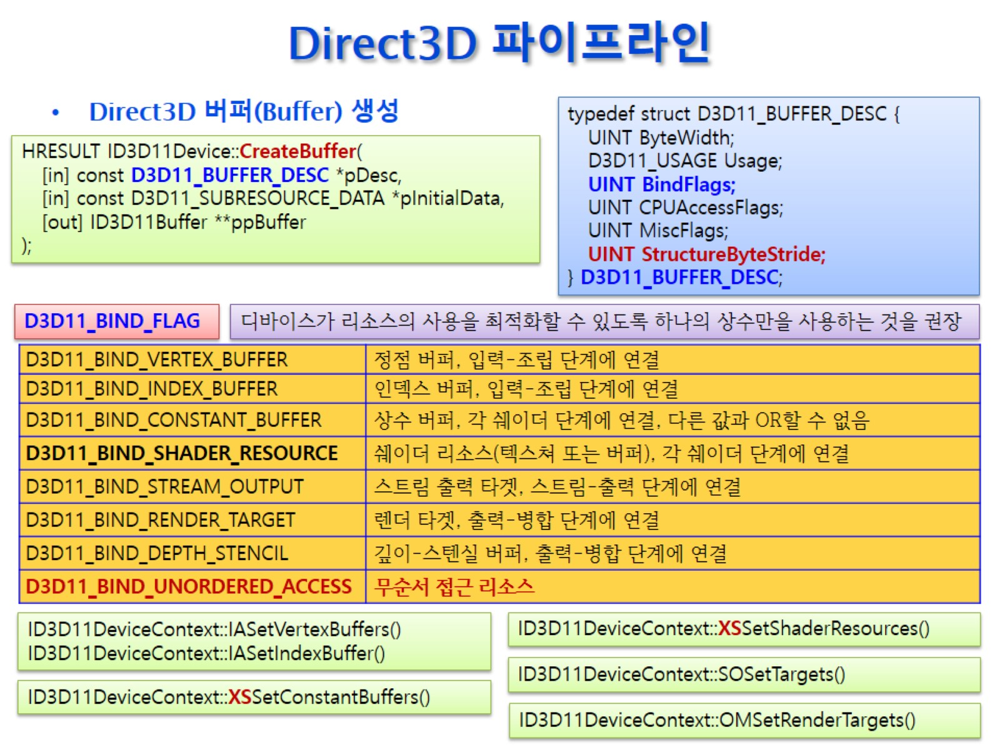 Direct3D 파이프라인
• Direct3D 버퍼(Buffer) 생성
HRESULT ID3D11Device::CreateBuffer(
[in] const D3D11_BUFFER_DESC *pDesc,
[in] const D3D11_SUBRESOURCE_DATA *pInitialData,
[out] ID3D11Buffer **ppBuffer
);
typedef struct D3D11_BUFFER_DESC {
UINT ByteWidth;
D3D11_USAGE Usage;
UINT BindFlags;
UINT CPUAccessFlags;
UINT MiscFlags;
UINT StructureByteStride;
} D3D11_BUFFER_DESC;
D3D11_BIND_FLAG
디바이스가 리소스의 사용을 최적화할 수 있도록 하나의 상수만을 사용하는 것을 권장
D3D11_BIND_VERTEX_BUFFER 정점 버퍼, 입력-조립 단계에 연결
D3D11_BIND_INDEX_BUFFER 인덱스 버퍼, 입력-조립 단계에 연결
D3D11_BIND_CONSTANT_BUFFER 상수 버퍼, 각 쉐이더 단계에 연결, 다른 값과 OR할 수 없음
D3D11_BIND_SHADER_RESOURCE 쉐이더 리소스(텍스쳐 또는 버퍼), 각 쉐이더 단계에 연결
D3D11_BIND_STREAM_OUTPUT 스트림 출력 타겟, 스트림-출력 단계에 연결
D3D11_BIND_RENDER_TARGET 렌더 타겟, 출력-병합 단계에 연결
D3D11_BIND_DEPTH_STENCIL 깊이-스텐실 버퍼, 출력-병합 단계에 연결
D3D11_BIND_UNORDERED_ACCESS 무순서 접근 리소스
ID3D11DeviceContext::IASetVertexBuffers()
ID3D11DeviceContext::IASetIndexBuffer()
ID3D11DeviceContext::XSSetConstantBuffers()
ID3D11DeviceContext::XSSetShaderResources()
ID3D11DeviceContext::SOSetTargets()
ID3D11DeviceContext::OMSetRenderTargets()